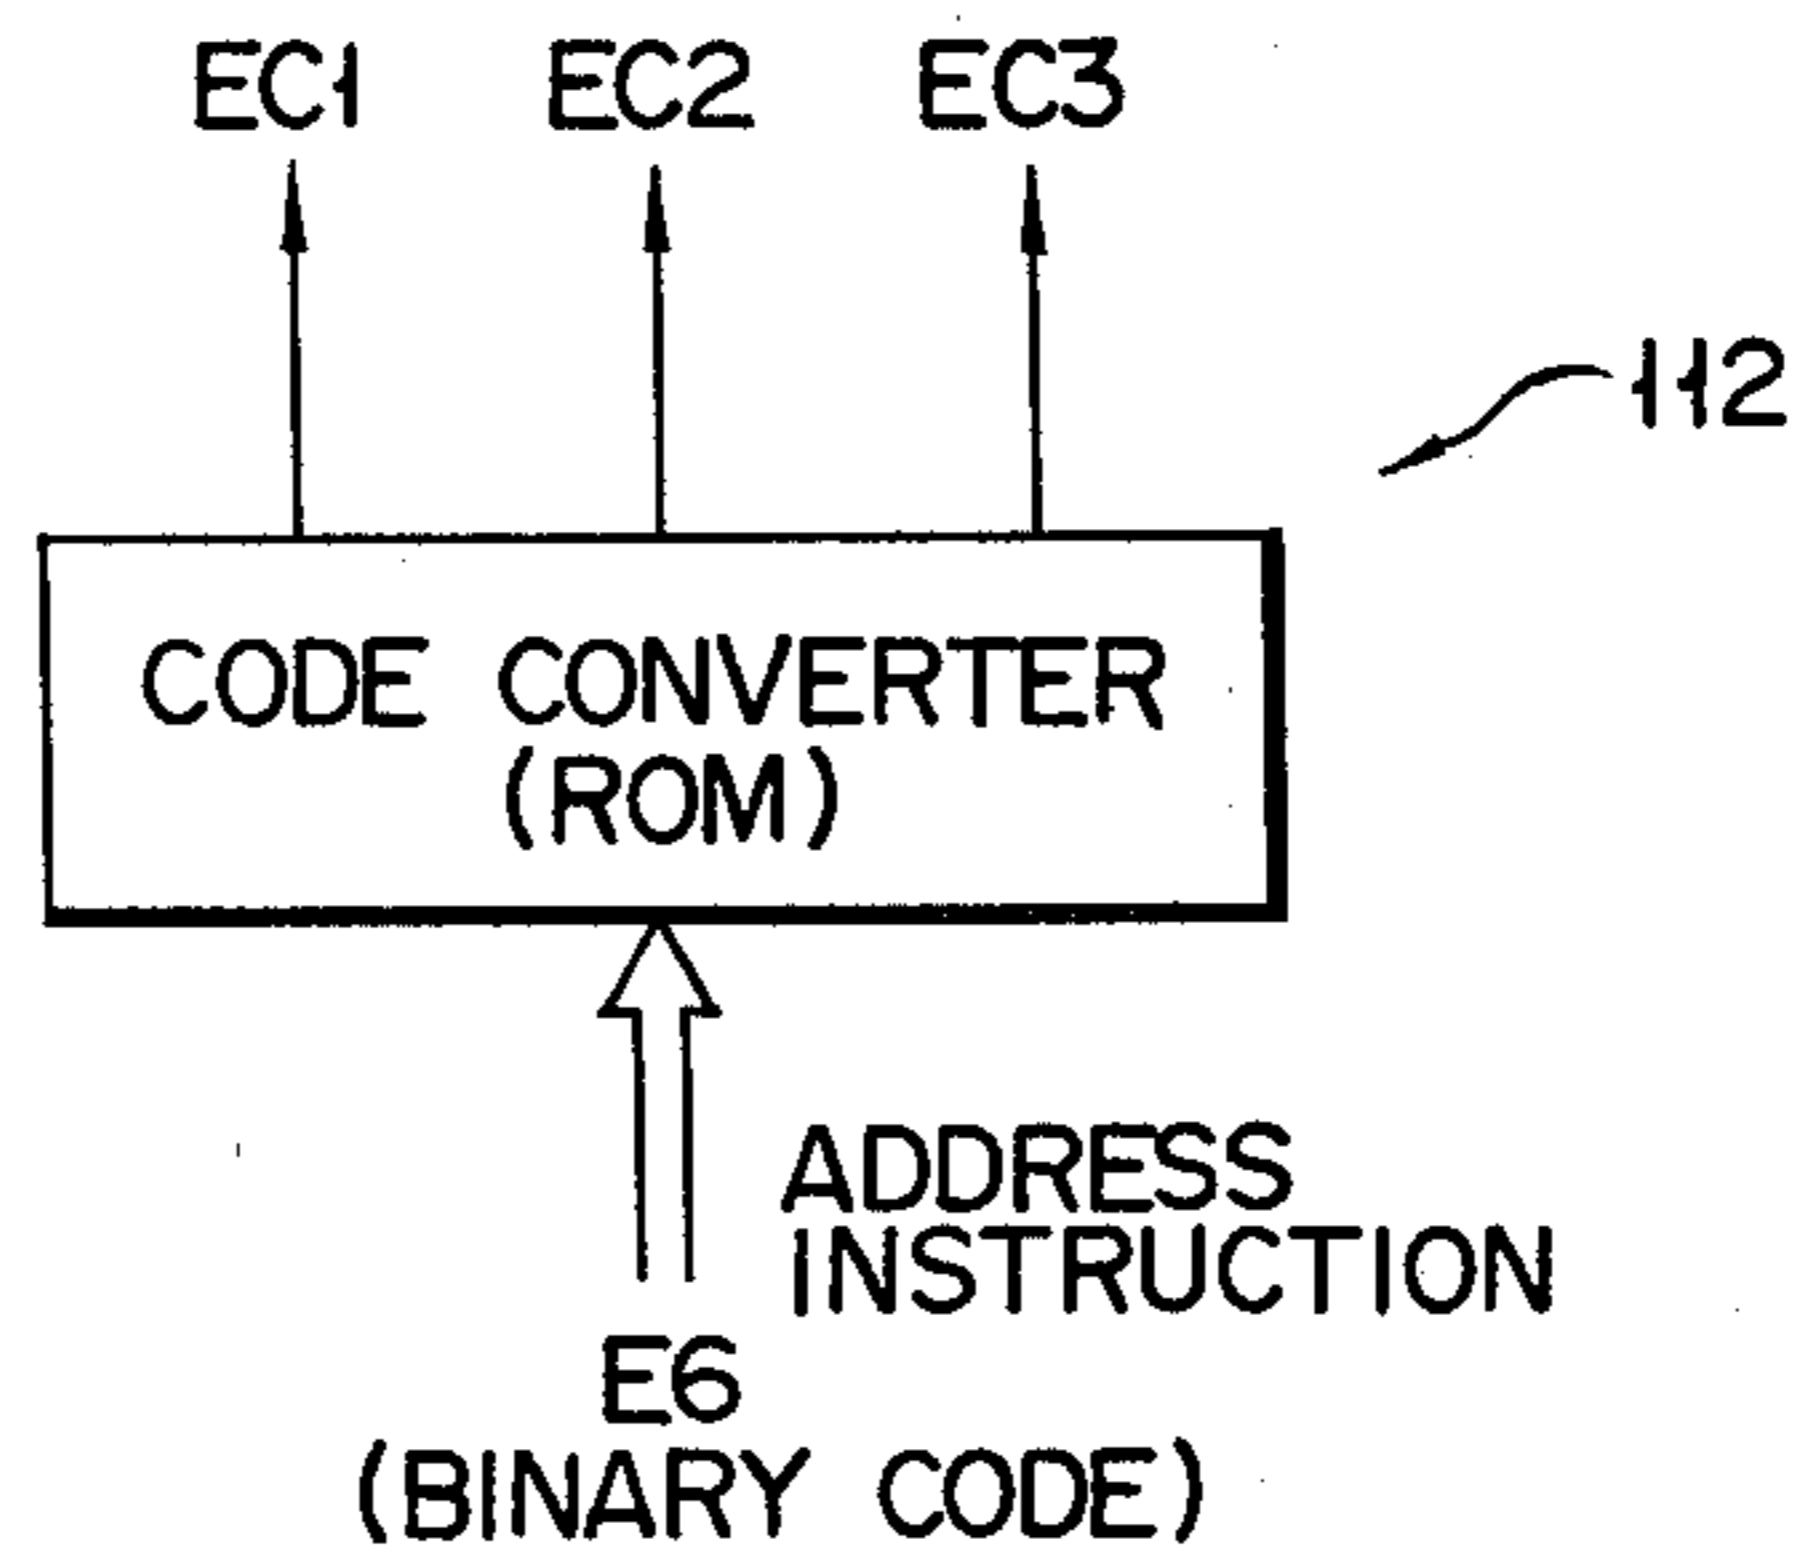 EC1 EC2 EC3
112
CODE CONVERTER
(ROM)
ADDRESS
INSTRUCTION
E6
(BINARY CODE)